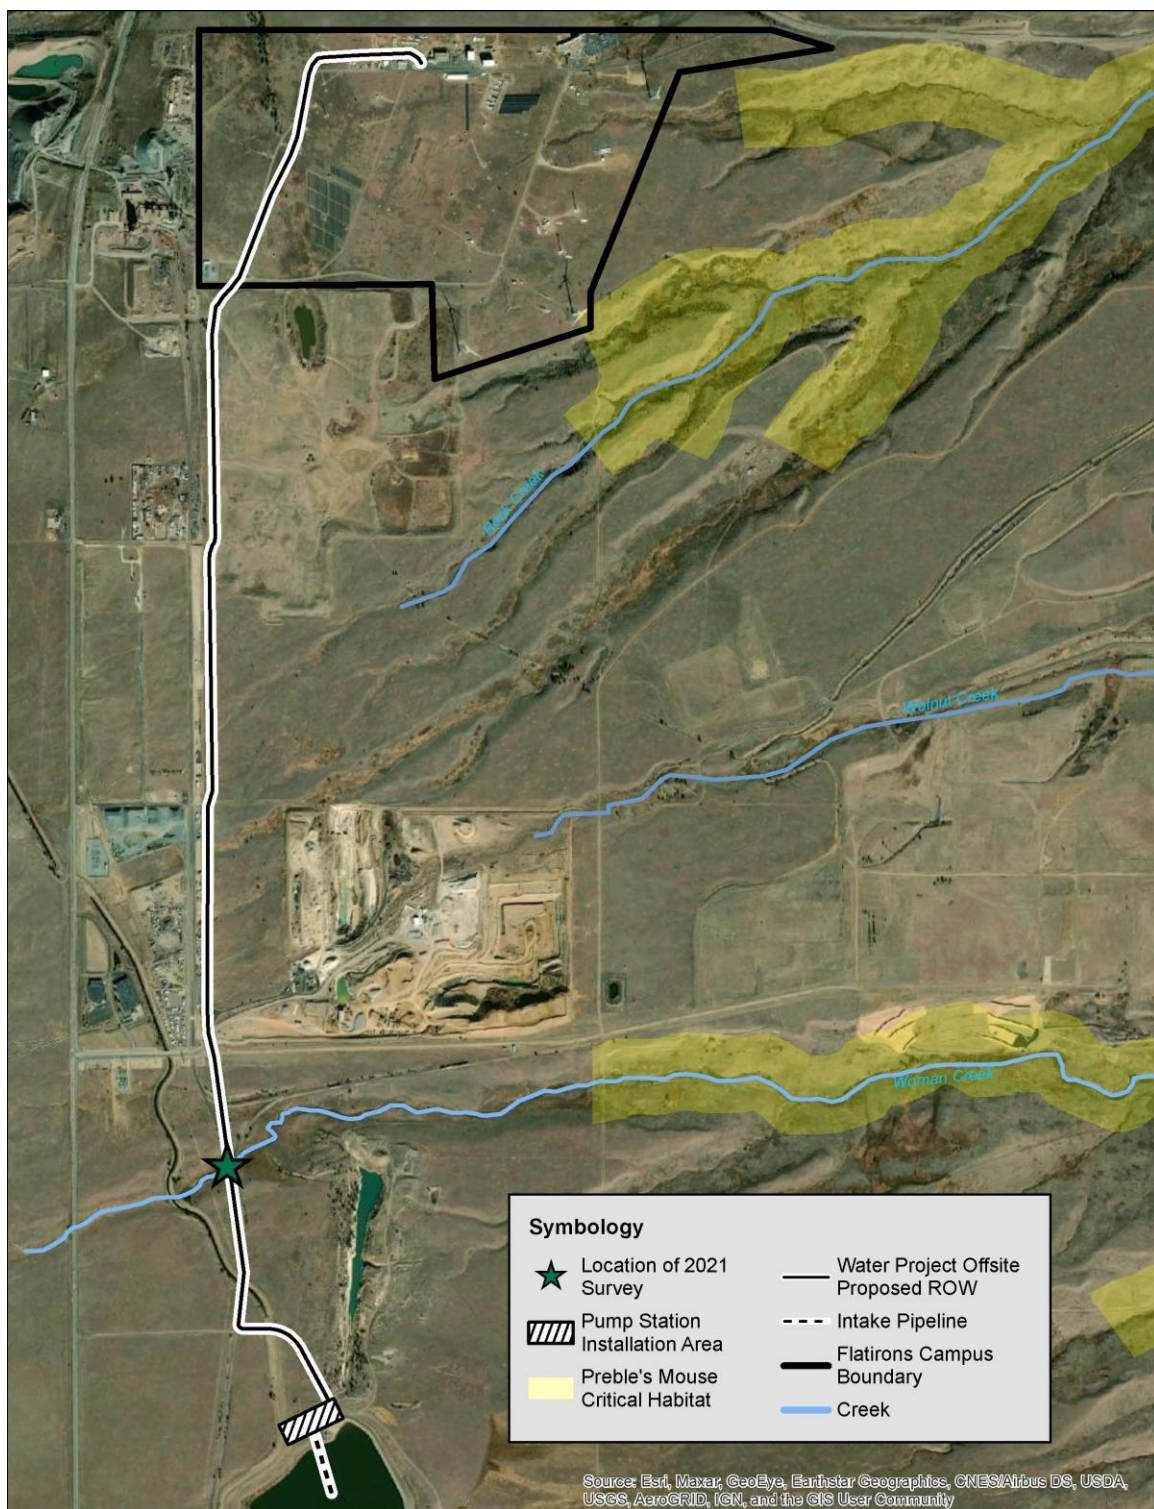 Rock Creek
Walnut Creek
Woman Creek
Symbology
Location of 2021
Survey
Pump Station
Installation Area
Preble's Mouse
Critical Habitat
Water Project Offsite
Proposed ROW
Intake Pipeline
Flatirons Campus
Boundary
Creek
Source: Esri, Maxar, GeoEye, Earthstar Geographics, CNES/Airbus DS, USDA,
USGS, AeroGRID, IGN, and the GIS User Community